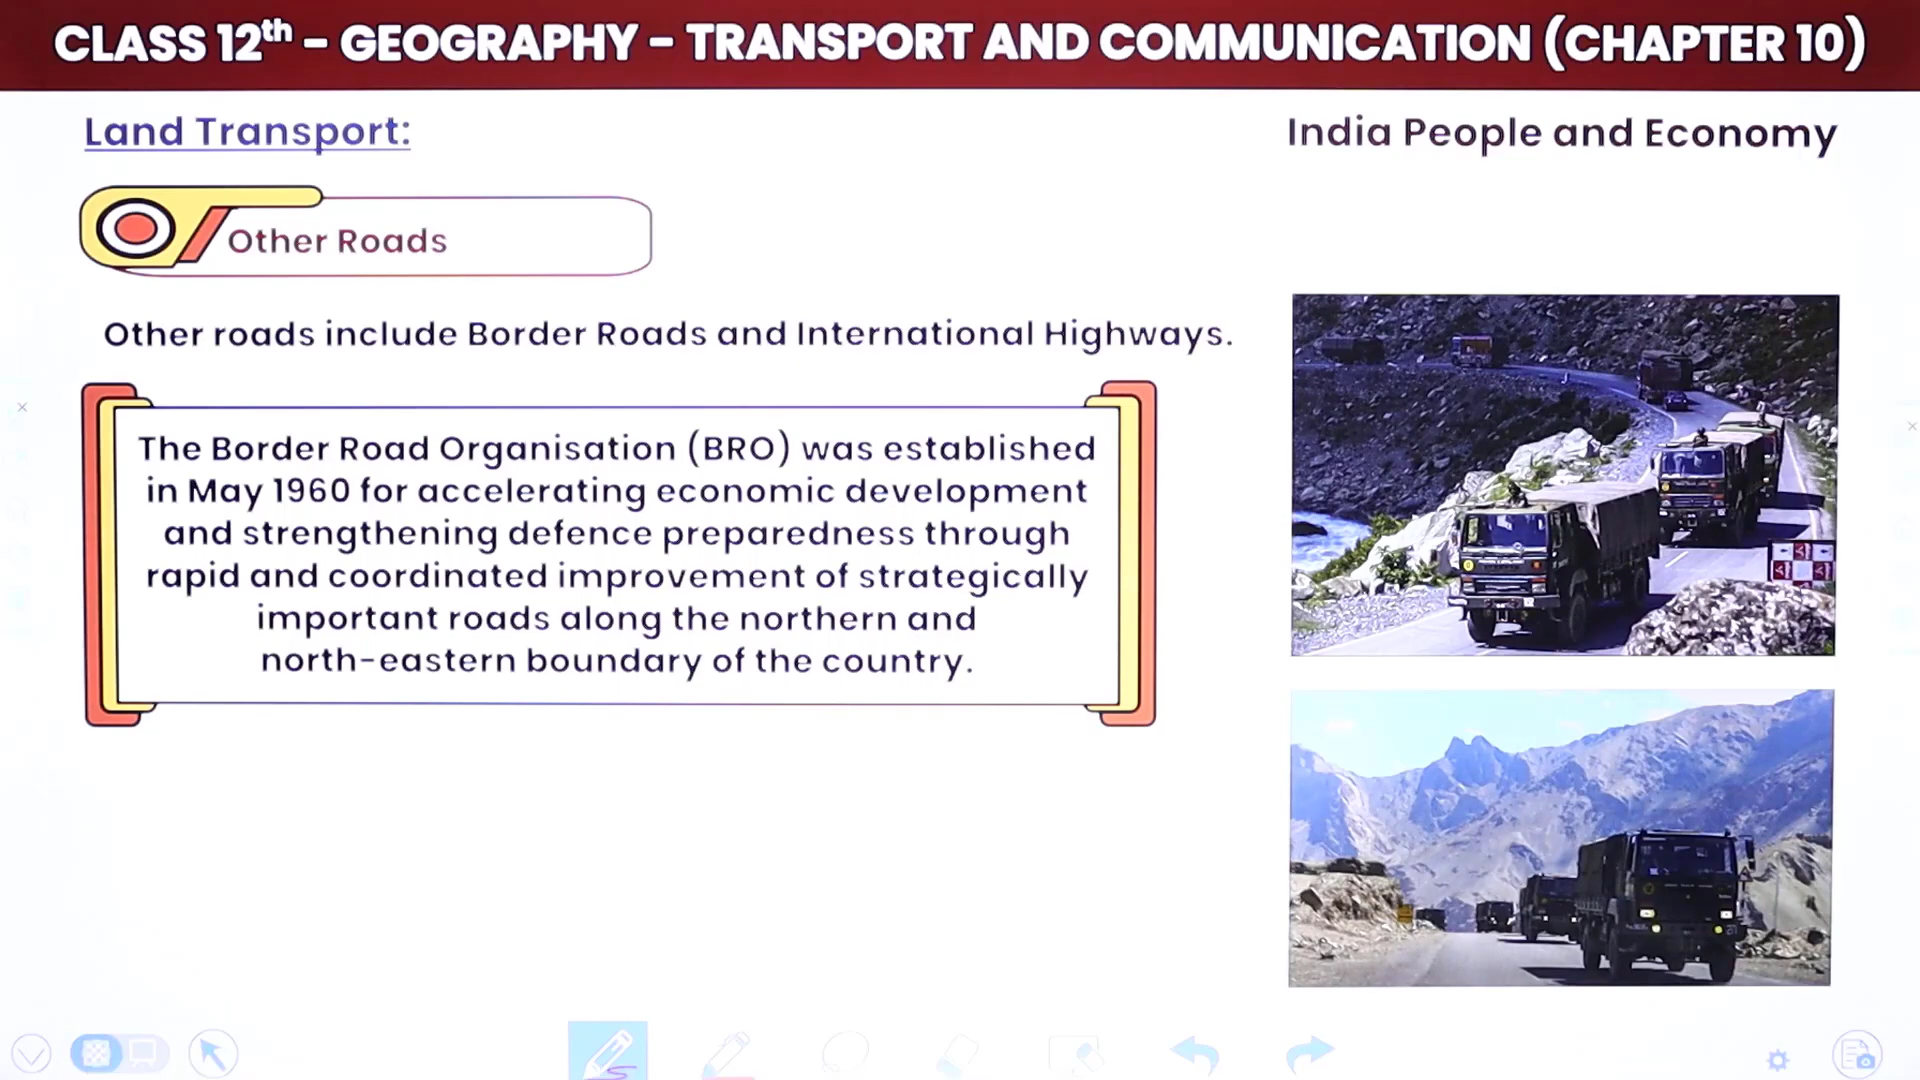 CLASS 12th - GEOGRAPHY - TRANSPORT AND COMMUNICATION (CHAPTER 10)
Land Transport:
India People and Economy
Other Roads
Other roads include Border Roads and International Highways.
The Border Road Organisation (BRO) was established
in May 1960 for accelerating economic development
and strengthening defence preparedness through
rapid and coordinated improvement of strategically
important roads along the northern and
north-eastern boundary of the country.